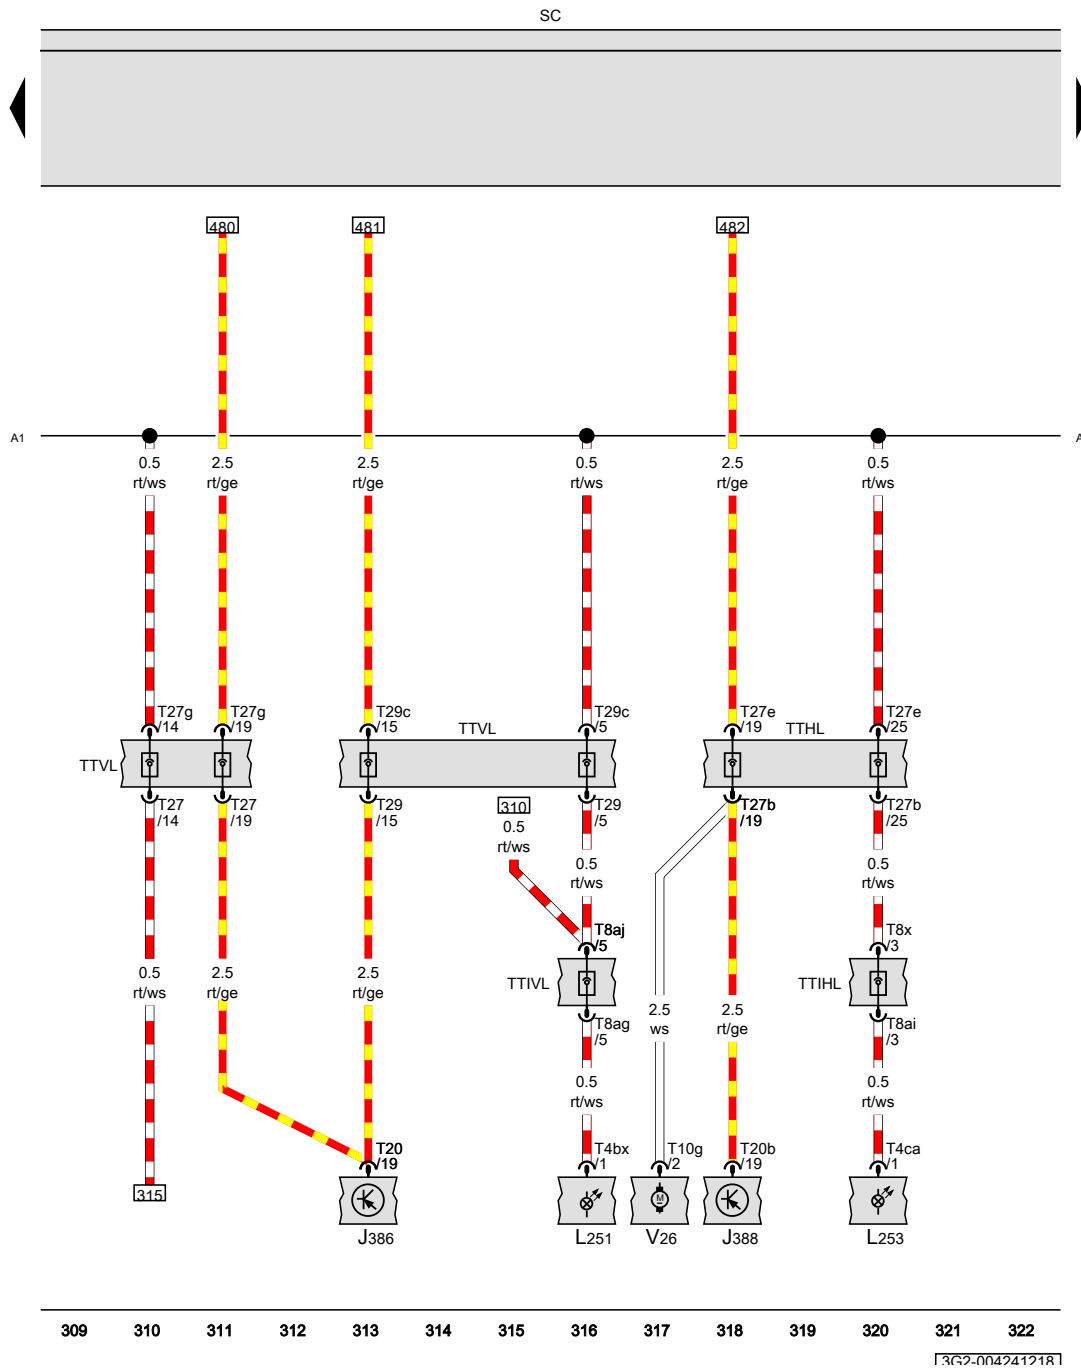 SC
480 481 482
A1 A
0.5 2.5 2.5 0.5 2.5 0.5
rt/ws rt/ge rt/ge rt/ws rt/ge rt/ws
T27g T27g T29c T29c T27e T27e
/14 /19 /15 /5 /19 /25
TTVL TTHL
TTVL
T27 T27 T29 310 T29 T27b T27b
/14 /19 /15 /5 /19 /25
0.5
rt/ws
0.5 0.5
rt/ws rt/ws
T8aj T8x
/5 /3
0.5 2.5 2.5
rt/ws rt/ge rt/ge
TTIVL TTIHL
2.5 2.5
ws rt/ge
T8ag T8ai
/5 /3
0.5 0.5
rt/ws rt/ws
T20 T4bx T10g T20b T4ca
/19 /1 /2 /19 /1
315
M
J386 L251 V26 J388 L253
309 310 311 312 313 314 315 316 317 318 319 320 321 322
3G2-004241218